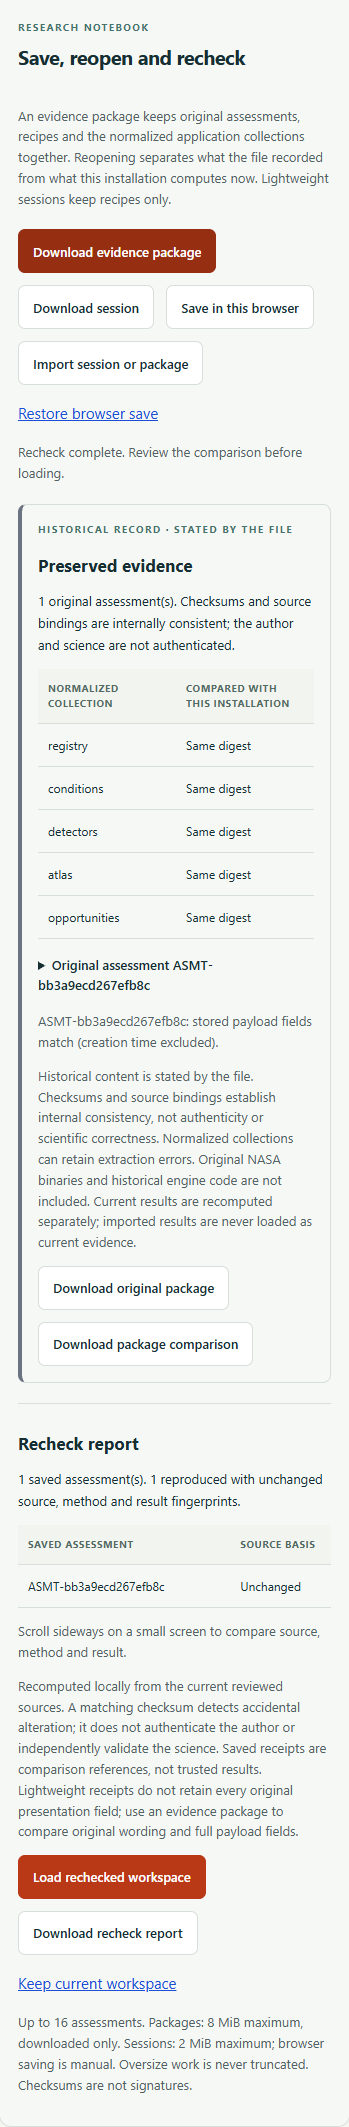 RESEARCH NOTEBOOK
Save, reopen and recheck
An evidence package keeps original assessments,
recipes and the normalized application collections
together. Reopening separates what the file recorded
from what this installation computes now. Lightweight
sessions keep recipes only.
Download evidence package
Download session
Save in this browser
Import session or package
Restore browser save
Recheck complete. Review the comparison before
loading.
HISTORICAL RECORD · STATED BY THE FILE
Preserved evidence
1 original assessment(s). Checksums and source
bindings are internally consistent; the author
and science are not authenticated.
NORMALIZED COLLECTION COMPARED WITH THIS INSTALLATION
registry Same digest
conditions Same digest
detectors Same digest
atlas Same digest
opportunities Same digest
▶ Original assessment ASMT-
bb3a9ecd267efb8c
ASMT-bb3a9ecd267efb8c: stored payload fields
match (creation time excluded).
Historical content is stated by the file.
Checksums and source bindings establish
internal consistency, not authenticity or
scientific correctness. Normalized collections
can retain extraction errors. Original NASA
binaries and historical engine code are not
included. Current results are recomputed
separately; imported results are never loaded as
current evidence.
Download original package
Download package comparison
Recheck report
1 saved assessment(s). 1 reproduced with unchanged
source, method and result fingerprints.
SAVED ASSESSMENT SOURCE BASIS
ASMT-bb3a9ecd267efb8c Unchanged
Scroll sideways on a small screen to compare source,
method and result.
Recomputed locally from the current reviewed
sources. A matching checksum detects accidental
alteration; it does not authenticate the author or
independently validate the science. Saved receipts are
comparison references, not trusted results.
Lightweight receipts do not retain every original
presentation field; use an evidence package to
compare original wording and full payload fields.
Load rechecked workspace
Download recheck report
Keep current workspace
Up to 16 assessments. Packages: 8 MiB maximum,
downloaded only. Sessions: 2 MiB maximum; browser
saving is manual. Oversize work is never truncated.
Checksums are not signatures.